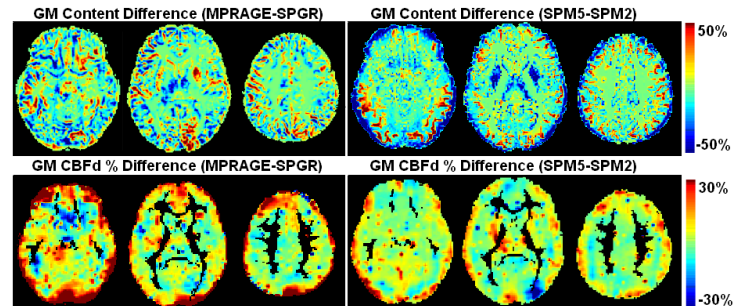 GM Content Difference (MPRAGE-SPGR)
GM Content Difference (SPM5-SPM2)
50%
-50%
GM CBFd % Difference (MPRAGE-SPGR)
GM CBFd % Difference (SPM5-SPM2)
30%
-30%